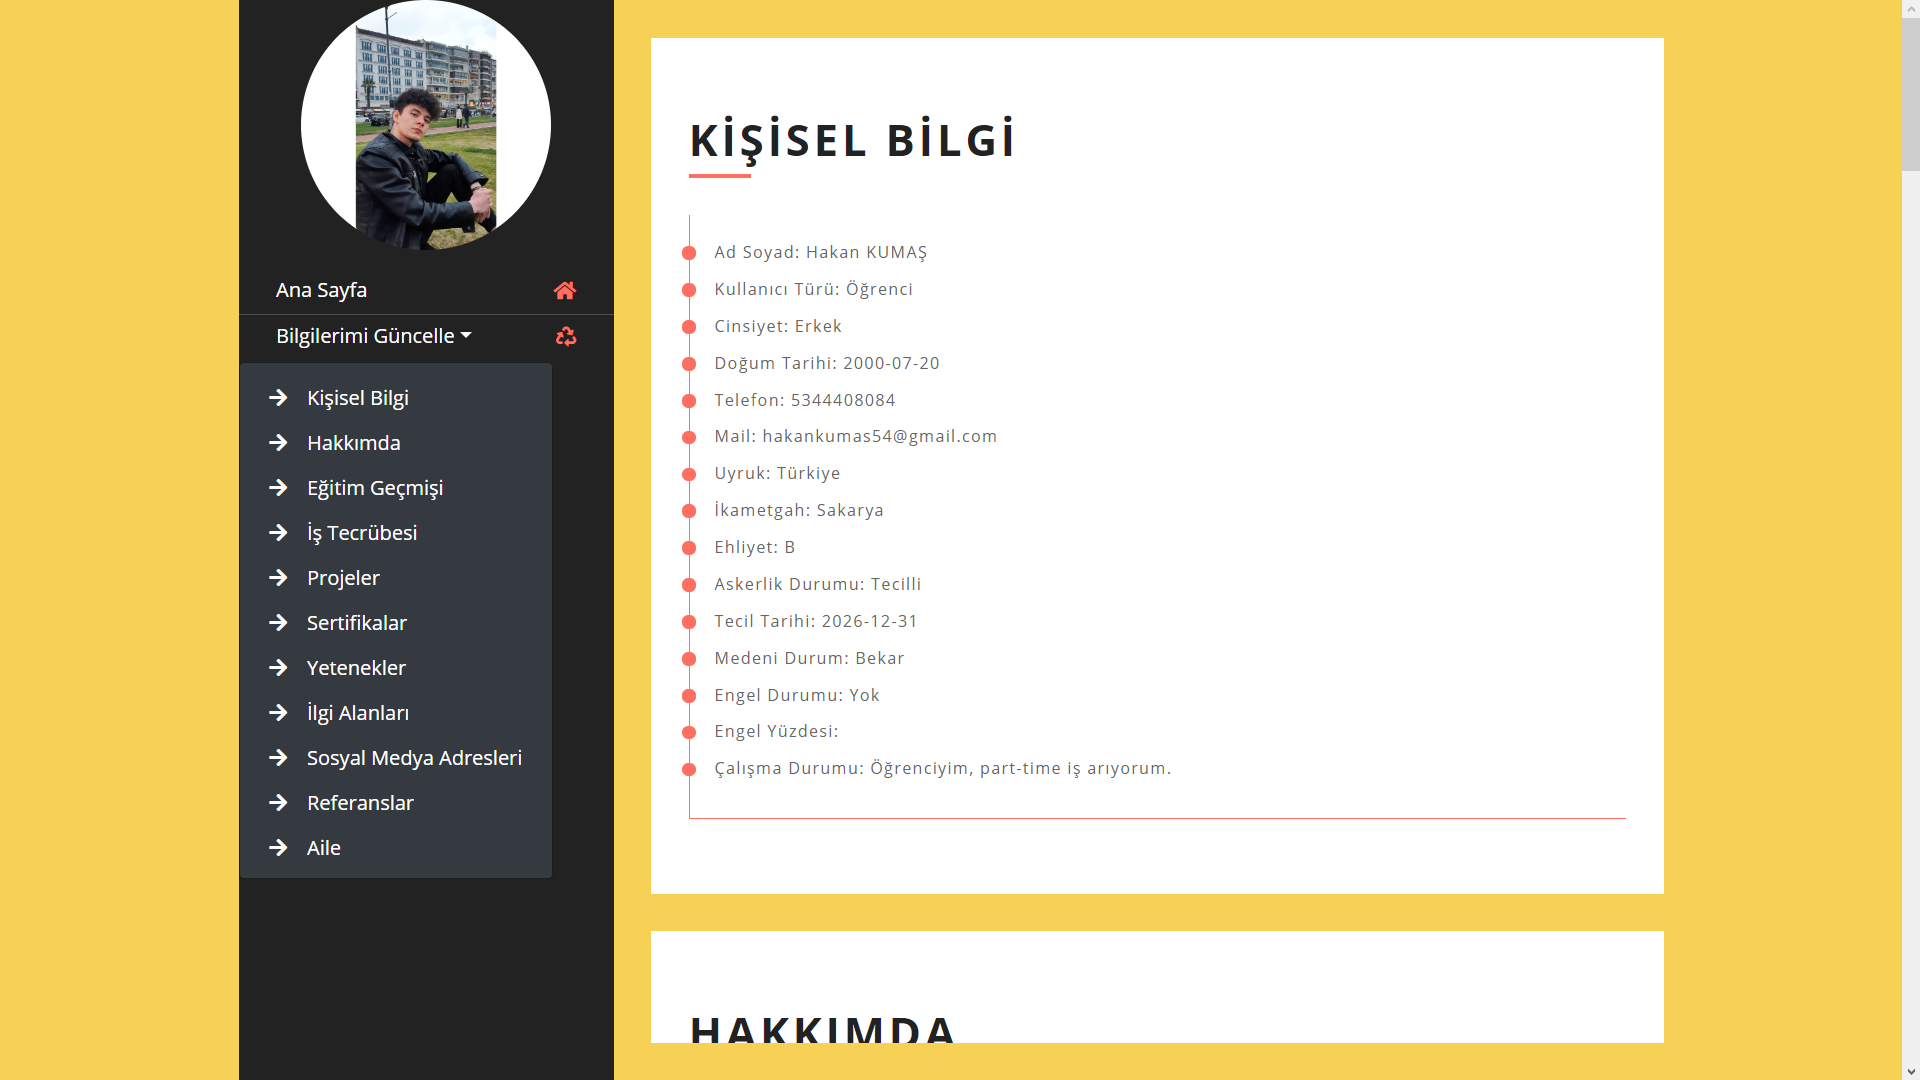 Ana Sayfa
Bilgilerimi Güncelle
Kişisel Bilgi
Hakkımda
Eğitim Geçmişi
İş Tecrübesi
Projeler
Sertifikalar
Yetenekler
İlgi Alanları
Sosyal Medya Adresleri
Referanslar
Aile
KİŞİSEL BİLGİ
Ad Soyad: Hakan KUMAŞ
Kullanıcı Türü: Öğrenci
Cinsiyet: Erkek
Doğum Tarihi: 2000-07-20
Telefon: 5344408084
Mail: hakankumas54@gmail.com
Uyruk: Türkiye
İkametgah: Sakarya
Ehliyet: B
Askerlik Durumu: Tecilli
Tecil Tarihi: 2026-12-31
Medeni Durum: Bekar
Engel Durumu: Yok
Engel Yüzdesi:
Çalışma Durumu: Öğrenciyim, part-time iş arıyorum.
HAKKIMDA